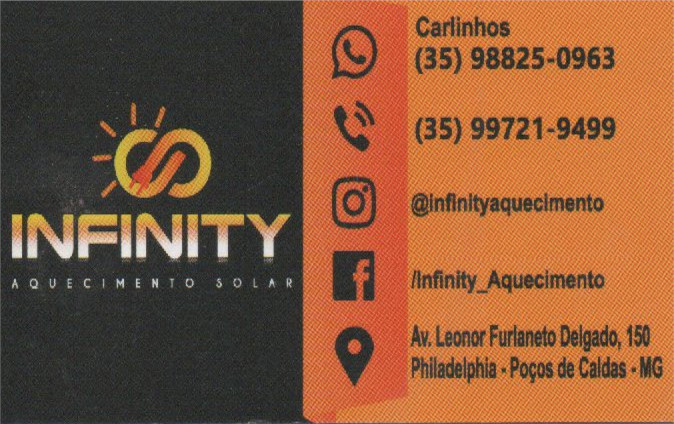 INFINITY
AQUECIMENTO SOLAR
Carlinhos
(35) 98825-0963
(35) 99721-9499
@infinityaquecimento
/Infinity_Aquecimento
Av. Leonor Furlaneto Delgado, 150
Philadelphia - Poços de Caldas - MG